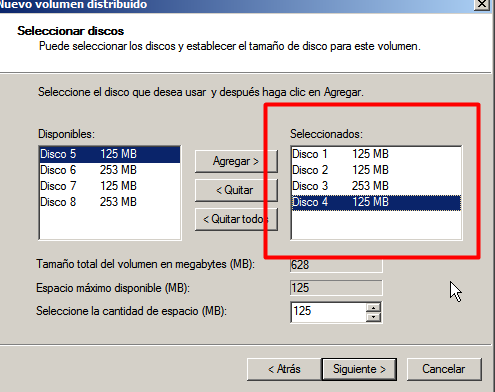 Nuevo volumen distribuido
Seleccionar discos
Puede seleccionar los discos y establecer el tamaño de disco para este volumen.
Seleccione el disco que desea usar y después haga clic en Agregar.
Disponibles:
Disco 5 125 MB
Disco 6 253 MB
Disco 7 125 MB
Disco 8 253 MB
Agregar >
< Quitar
< Quitar todos
Seleccionados:
Disco 1 125 MB
Disco 2 125 MB
Disco 3 253 MB
Disco 4 125 MB
Tamaño total del volumen en megabytes (MB): 628
Espacio máximo disponible (MB): 125
Seleccione la cantidad de espacio (MB): 125
< Atrás Siguiente > Cancelar